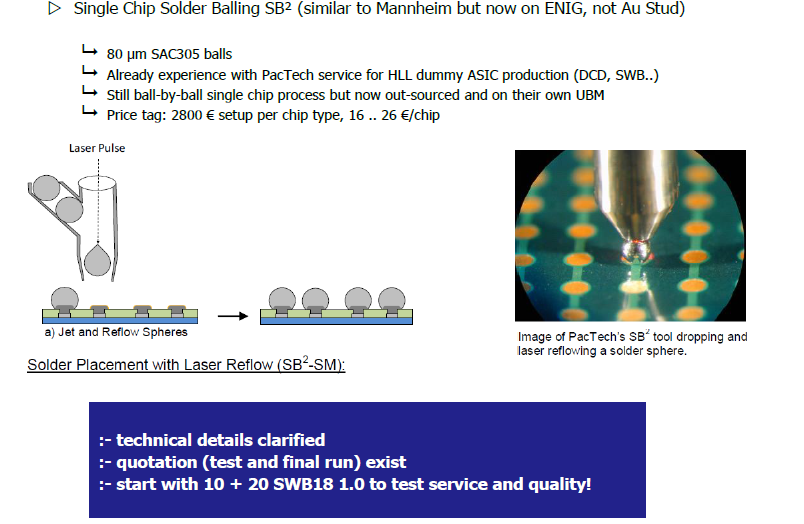 ▷ Single Chip Solder Balling SB² (similar to Mannheim but now on ENIG, not Au Stud)
↳ 80 µm SAC305 balls
↳ Already experience with PacTech service for HLL dummy ASIC production (DCD, SWB..)
↳ Still ball-by-ball single chip process but now out-sourced and on their own UBM
↳ Price tag: 2800 € setup per chip type, 16 .. 26 €/chip
Laser Pulse
a) Jet and Reflow Spheres
Image of PacTech's SB² tool dropping and
laser reflowing a solder sphere.
Solder Placement with Laser Reflow (SB²-SM):
:- technical details clarified
:- quotation (test and final run) exist
:- start with 10 + 20 SWB18 1.0 to test service and quality!